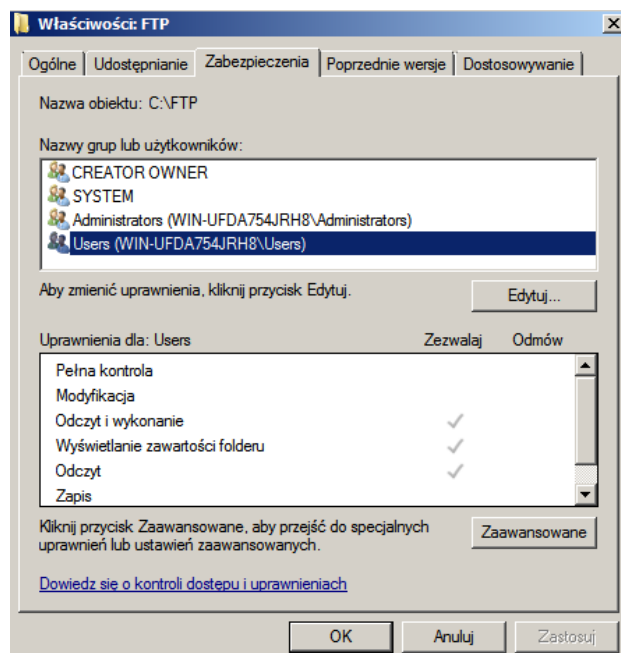 Właściwości: FTP
Ogólne Udostępnianie Zabezpieczenia Poprzednie wersje Dostosowywanie
Nazwa obiektu: C:\FTP
Nazwy grup lub użytkowników:
CREATOR OWNER
SYSTEM
Administrators (WIN-UFDA754JRH8\Administrators)
Users (WIN-UFDA754JRH8\Users)
Aby zmienić uprawnienia, kliknij przycisk Edytuj. Edytuj...
Uprawnienia dla: Users Zezwalaj Odmów
Pełna kontrola
Modyfikacja
Odczyt i wykonanie
Wyświetlanie zawartości folderu
Odczyt
Zapis
Kliknij przycisk Zaawansowane, aby przejść do specjalnych
uprawnień lub ustawień zaawansowanych. Zaawansowane
Dowiedz się o kontroli dostępu i uprawnieniach
OK Anuluj Zastosuj